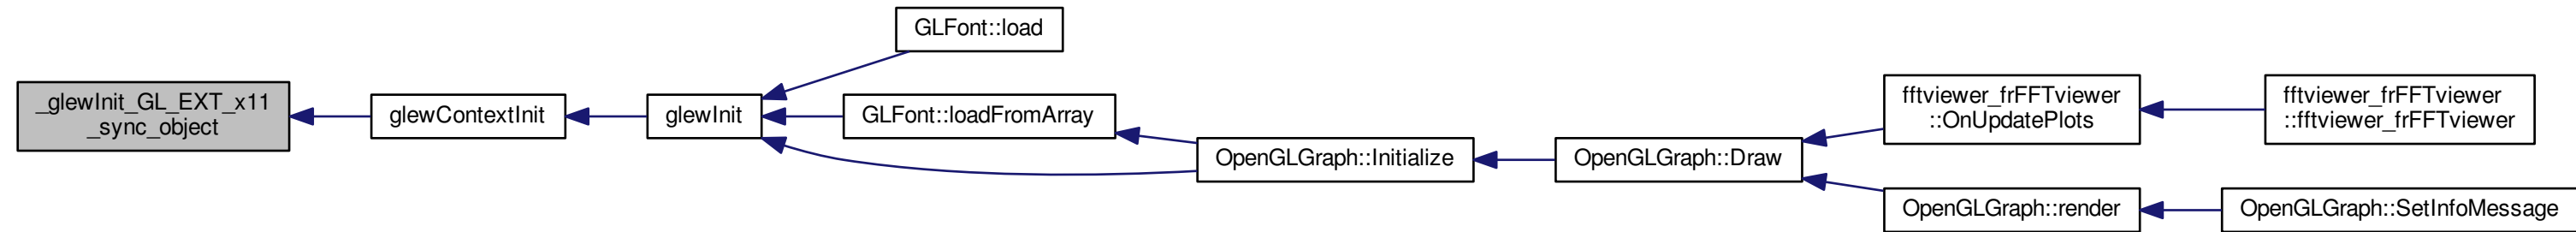 GLFont::load
_glewInit_GL_EXT_x11
_sync_object
glewContextInit
glewInit
GLFont::loadFromArray
OpenGLGraph::Initialize
OpenGLGraph::Draw
fftviewer_frFFTviewer
::OnUpdatePlots
fftviewer_frFFTviewer
::fftviewer_frFFTviewer
OpenGLGraph::render
OpenGLGraph::SetInfoMessage